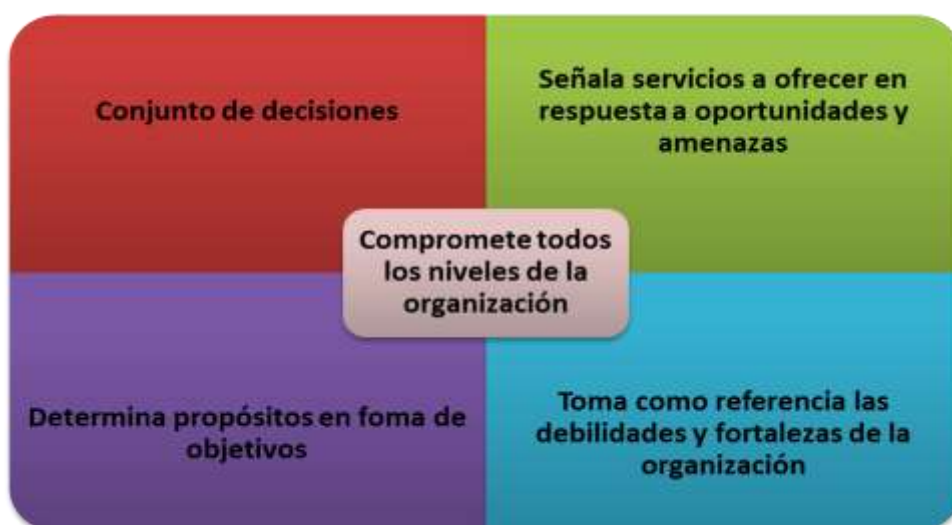 Conjunto de decisiones
Señala servicios a ofrecer en
respuesta a oportunidades y
amenazas
Compromete todos
los niveles de la
organización
Determina propósitos en foma de
objetivos
Toma como referencia las
debilidades y fortalezas de la
organización